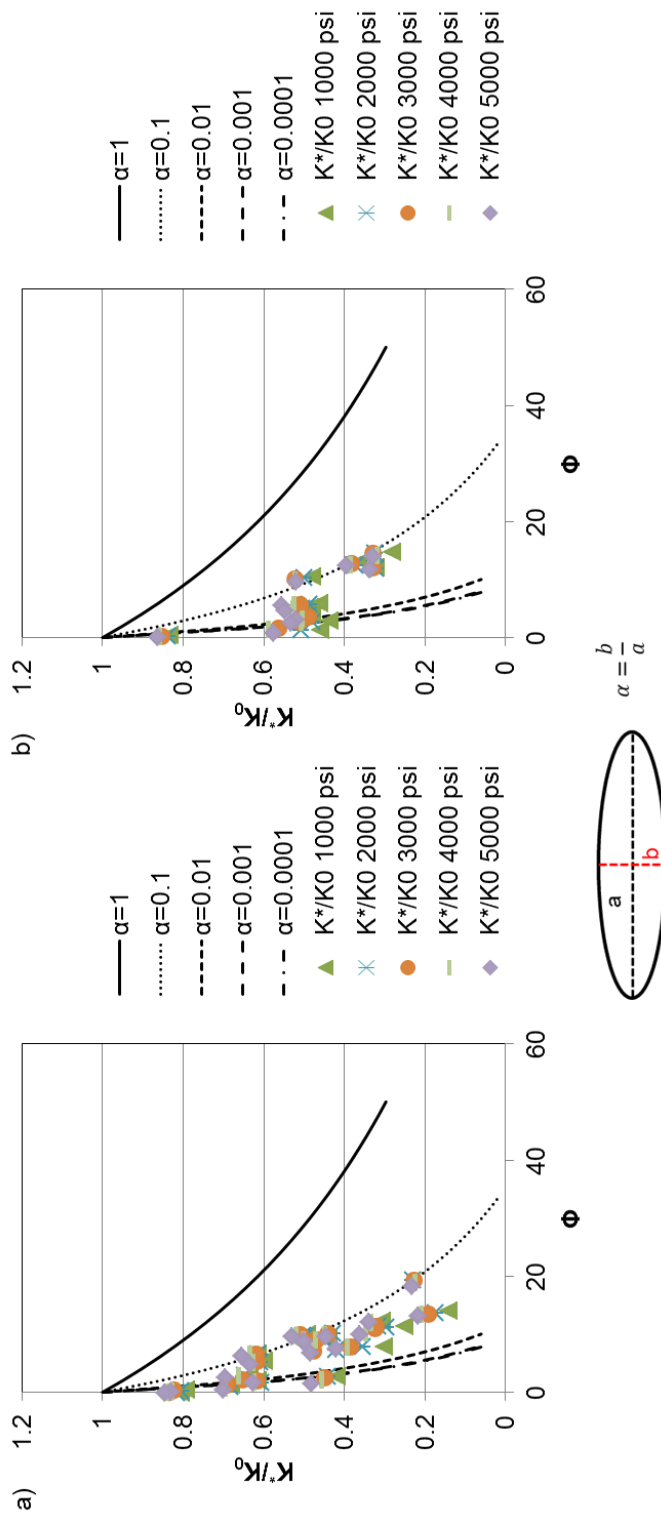 a)
1.2
1
0.8
0.6
0.4
0.2
0
K*/K₀
0
20
40
60
Φ
α=1
α=0.1
α=0.01
α=0.001
α=0.0001
K*/K0 1000 psi
K*/K0 2000 psi
K*/K0 3000 psi
K*/K0 4000 psi
K*/K0 5000 psi
b)
1.2
1
0.8
0.6
0.4
0.2
0
K*/K₀
0
20
40
60
Φ
α=1
α=0.1
α=0.01
α=0.001
α=0.0001
K*/K0 1000 psi
K*/K0 2000 psi
K*/K0 3000 psi
K*/K0 4000 psi
K*/K0 5000 psi
a
b
α = b/a